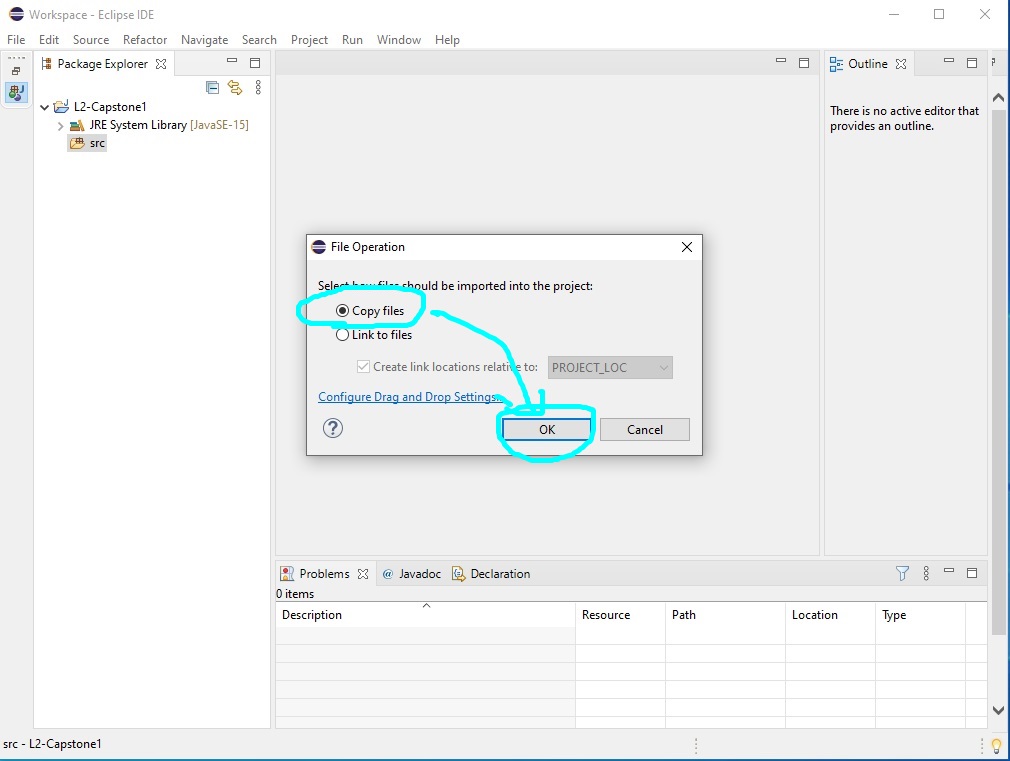 Workspace - Eclipse IDE
File Edit Source Refactor Navigate Search Project Run Window Help
Package Explorer
Outline
L2-Capstone1
JRE System Library [JavaSE-15]
src
There is no active editor that
provides an outline.
File Operation
Select how files should be imported into the project:
Copy files
Link to files
Create link locations relative to: PROJECT_LOC
Configure Drag and Drop Settings...
? OK Cancel
Problems @ Javadoc Declaration
0 items
Description Resource Path Location Type
src - L2-Capstone1